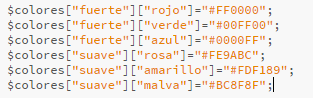 $colores["fuerte"]["rojo"]="#FF0000";
$colores["fuerte"]["verde"]="#00FF00";
$colores["fuerte"]["azul"]="#0000FF";
$colores["suave"]["rosa"]="#FE9ABC";
$colores["suave"]["amarillo"]="#FDF189";
$colores["suave"]["malva"]="#BC8F8F";